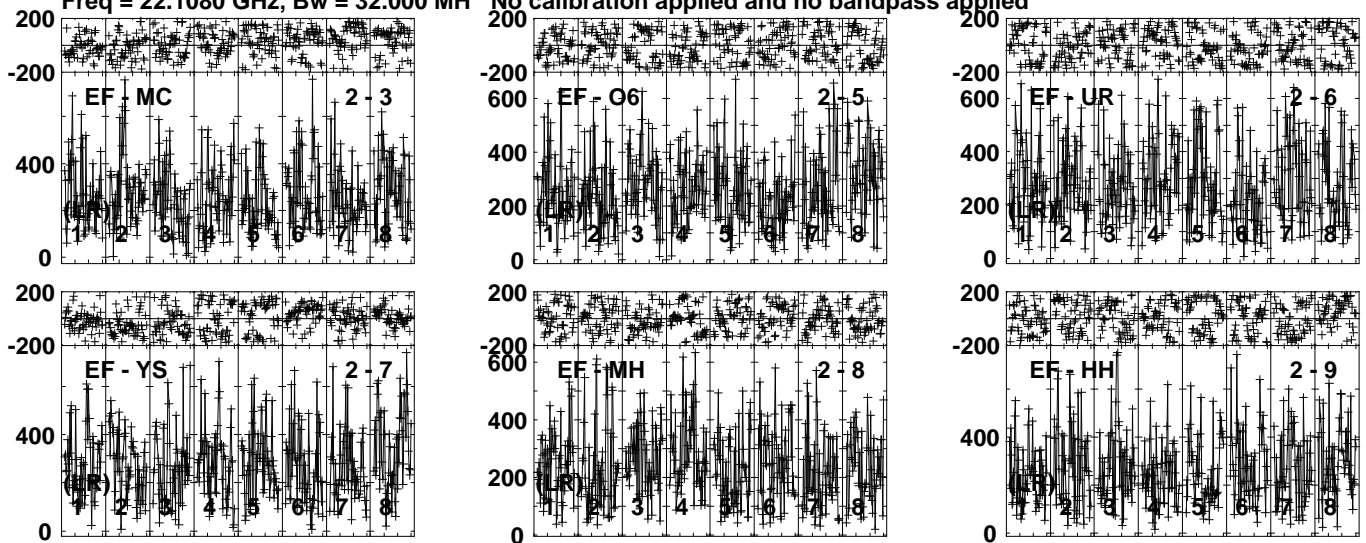 Freq = 22.1080 GHz, Bw = 32.000 MH No calibration applied and no bandpass applied
200
-200
EF - MC 2 - 3
400
(LR)
1 2 3 4 5 6 7 8
0
200
-200
600
EF - O6 2 - 5
400
200
(LR)
1 2 3 4 5 6 7 8
0
200
-200
600
EF - UR 2 - 6
400
200
(LR)
1 2 3 4 5 6 7 8
0
200
-200
EF - YS 2 - 7
400
(LR)
1 2 3 4 5 6 7 8
0
200
-200
600
EF - MH 2 - 8
400
200
(LR)
1 2 3 4 5 6 7 8
0
200
-200
EF - HH 2 - 9
400
(LR)
1 2 3 4 5 6 7 8
0